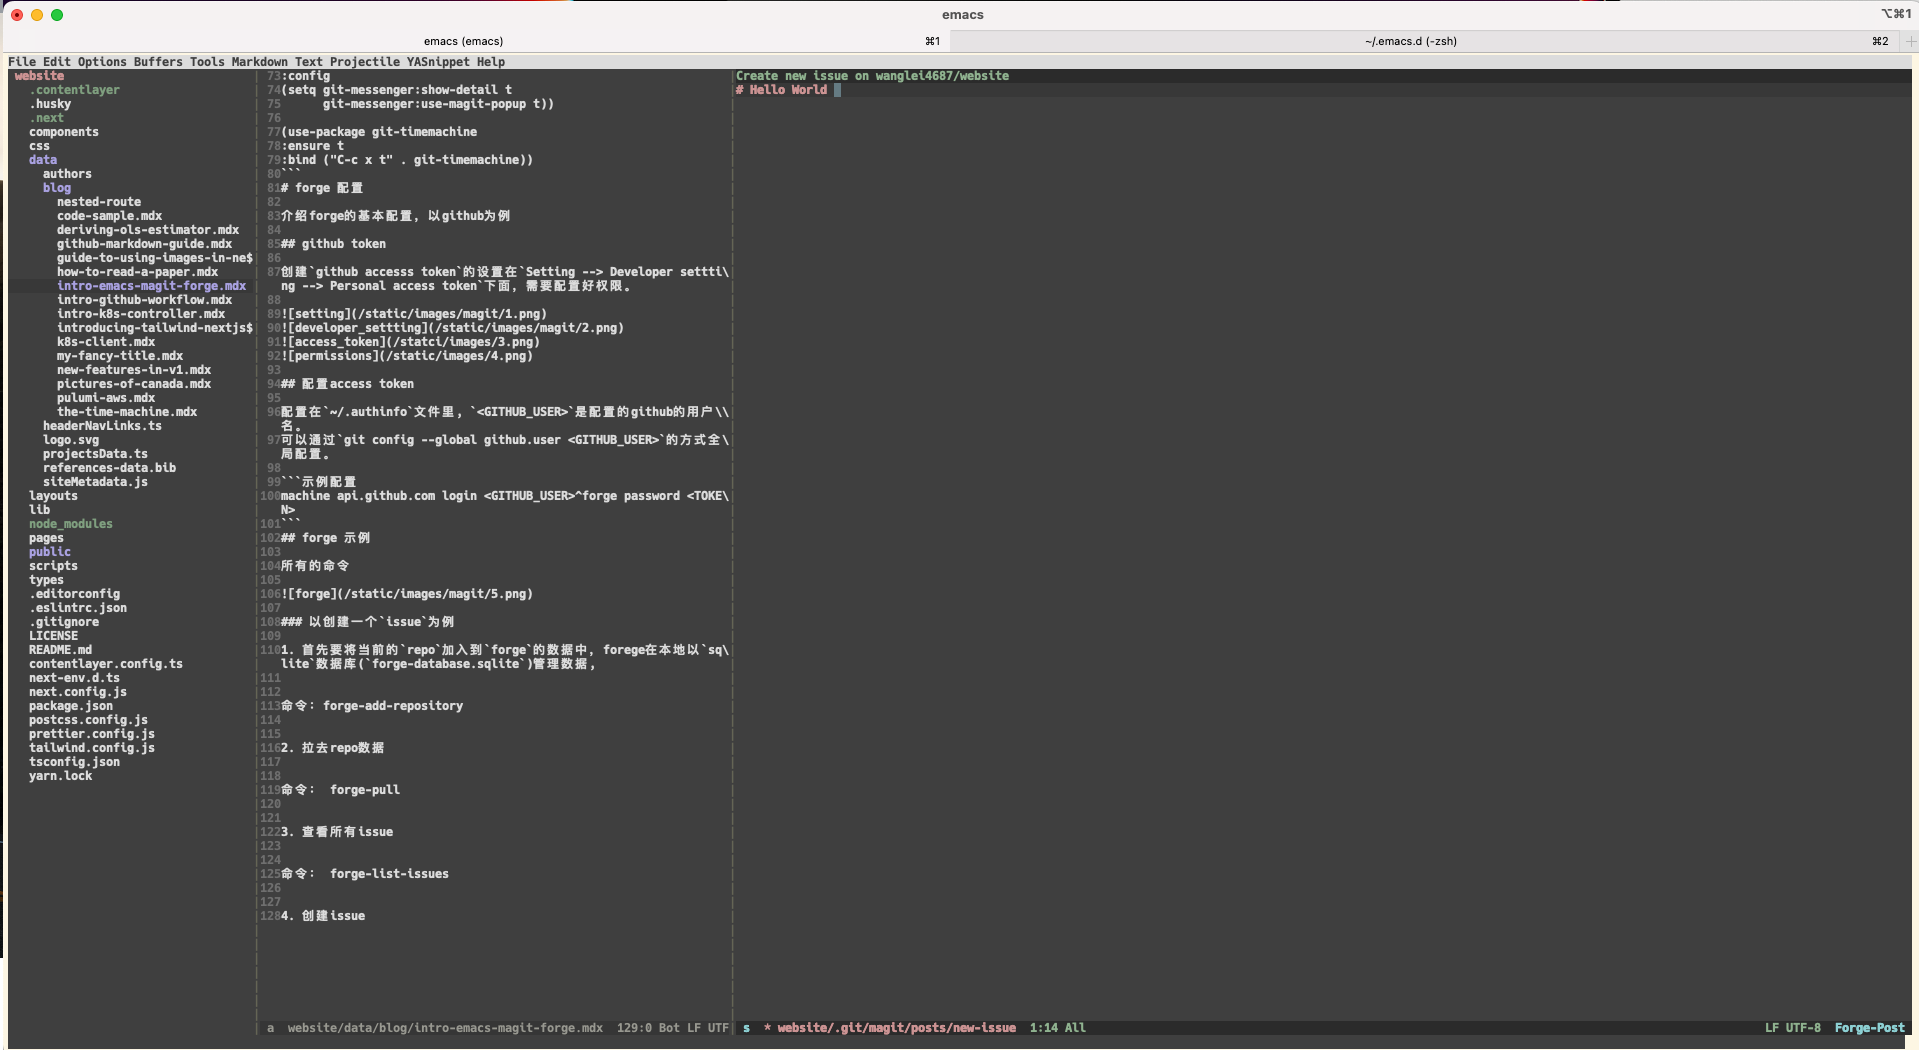 emacs
⌥⌘1
emacs (emacs)
⌘1
~/.emacs.d (-zsh)
⌘2
File Edit Options Buffers Tools Markdown Text Projectile YASnippet Help
website
.contentlayer
.husky
.next
components
css
data
authors
blog
nested-route
code-sample.mdx
deriving-ols-estimator.mdx
github-markdown-guide.mdx
guide-to-using-images-in-ne$
how-to-read-a-paper.mdx
intro-emacs-magit-forge.mdx
intro-github-workflow.mdx
intro-k8s-controller.mdx
introducing-tailwind-nextjs$
k8s-client.mdx
my-fancy-title.mdx
new-features-in-v1.mdx
pictures-of-canada.mdx
pulumi-aws.mdx
the-time-machine.mdx
headerNavLinks.ts
logo.svg
projectsData.ts
references-data.bib
siteMetadata.js
layouts
lib
node_modules
pages
public
scripts
types
.editorconfig
.eslintrc.json
.gitignore
LICENSE
README.md
contentlayer.config.ts
next-env.d.ts
next.config.js
package.json
postcss.config.js
prettier.config.js
tailwind.config.js
tsconfig.json
yarn.lock
73:config
74(setq git-messenger:show-detail t
75      git-messenger:use-magit-popup t))
76
77(use-package git-timemachine
78:ensure t
79:bind ("C-c x t" . git-timemachine))
80```
81# forge 配置
82
83介绍forge的基本配置, 以github为例
84
85## github token
86
87创建`github accesss token`的设置在`Setting --> Developer settti\
ng --> Personal access token`下面, 需要配置好权限。
88
89![setting](/static/images/magit/1.png)
90![developer_settting](/static/images/magit/2.png)
91![access_token](/statci/images/3.png)
92![permissions](/static/images/4.png)
93
94## 配置access token
95
96配置在`~/.authinfo`文件里, `<GITHUB_USER>`是配置的github的用户\\
名。
97可以通过`git config --global github.user <GITHUB_USER>`的方式全\
局配置。
98
99```示例配置
100machine api.github.com login <GITHUB_USER>^forge password <TOKE\
N>
101```
102## forge 示例
103
104所有的命令
105
106![forge](/static/images/magit/5.png)
107
108### 以创建一个`issue`为例
109
1101. 首先要将当前的`repo`加入到`forge`的数据中, forege在本地以`sq\
lite`数据库(`forge-database.sqlite`)管理数据,
111
112
113命令: forge-add-repository
114
115
1162. 拉去repo数据
117
118
119命令:  forge-pull
120
121
1223. 查看所有issue
123
124
125命令:  forge-list-issues
126
127
1284. 创建issue
a  website/data/blog/intro-emacs-magit-forge.mdx  129:0 Bot LF UTF
Create new issue on wanglei4687/website
# Hello World
s  * website/.git/magit/posts/new-issue  1:14 All
LF UTF-8  Forge-Post